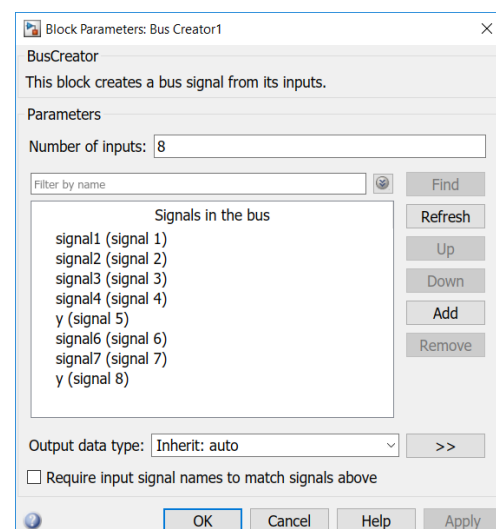 Block Parameters: Bus Creator1
BusCreator
This block creates a bus signal from its inputs.
Parameters
Number of inputs: 8
Filter by name
Find
Signals in the bus
Refresh
signal1 (signal 1)
signal2 (signal 2)
Up
signal3 (signal 3)
signal4 (signal 4)
Down
y (signal 5)
Add
signal6 (signal 6)
signal7 (signal 7)
Remove
y (signal 8)
Output data type: Inherit: auto >>
Require input signal names to match signals above
OK Cancel Help Apply